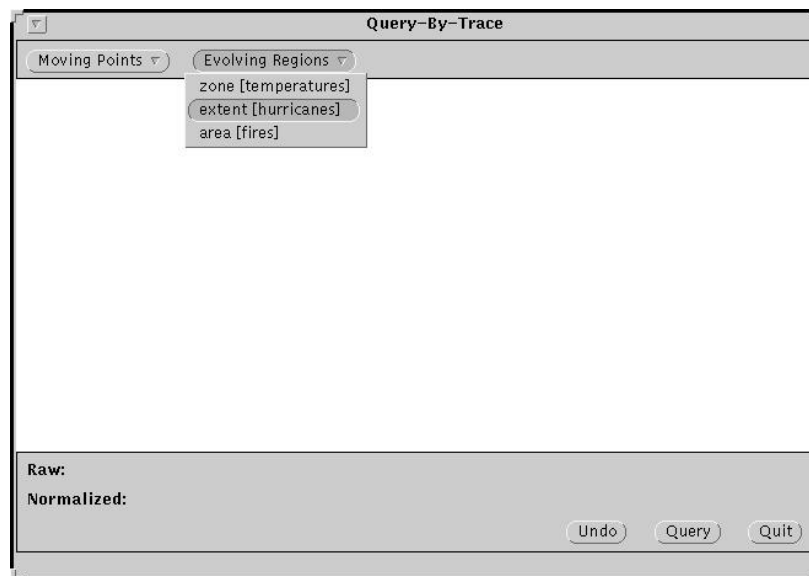 Query-By-Trace
Moving Points Evolving Regions
zone [temperatures]
extent [hurricanes]
area [fires]
Raw:
Normalized:
Undo Query Quit